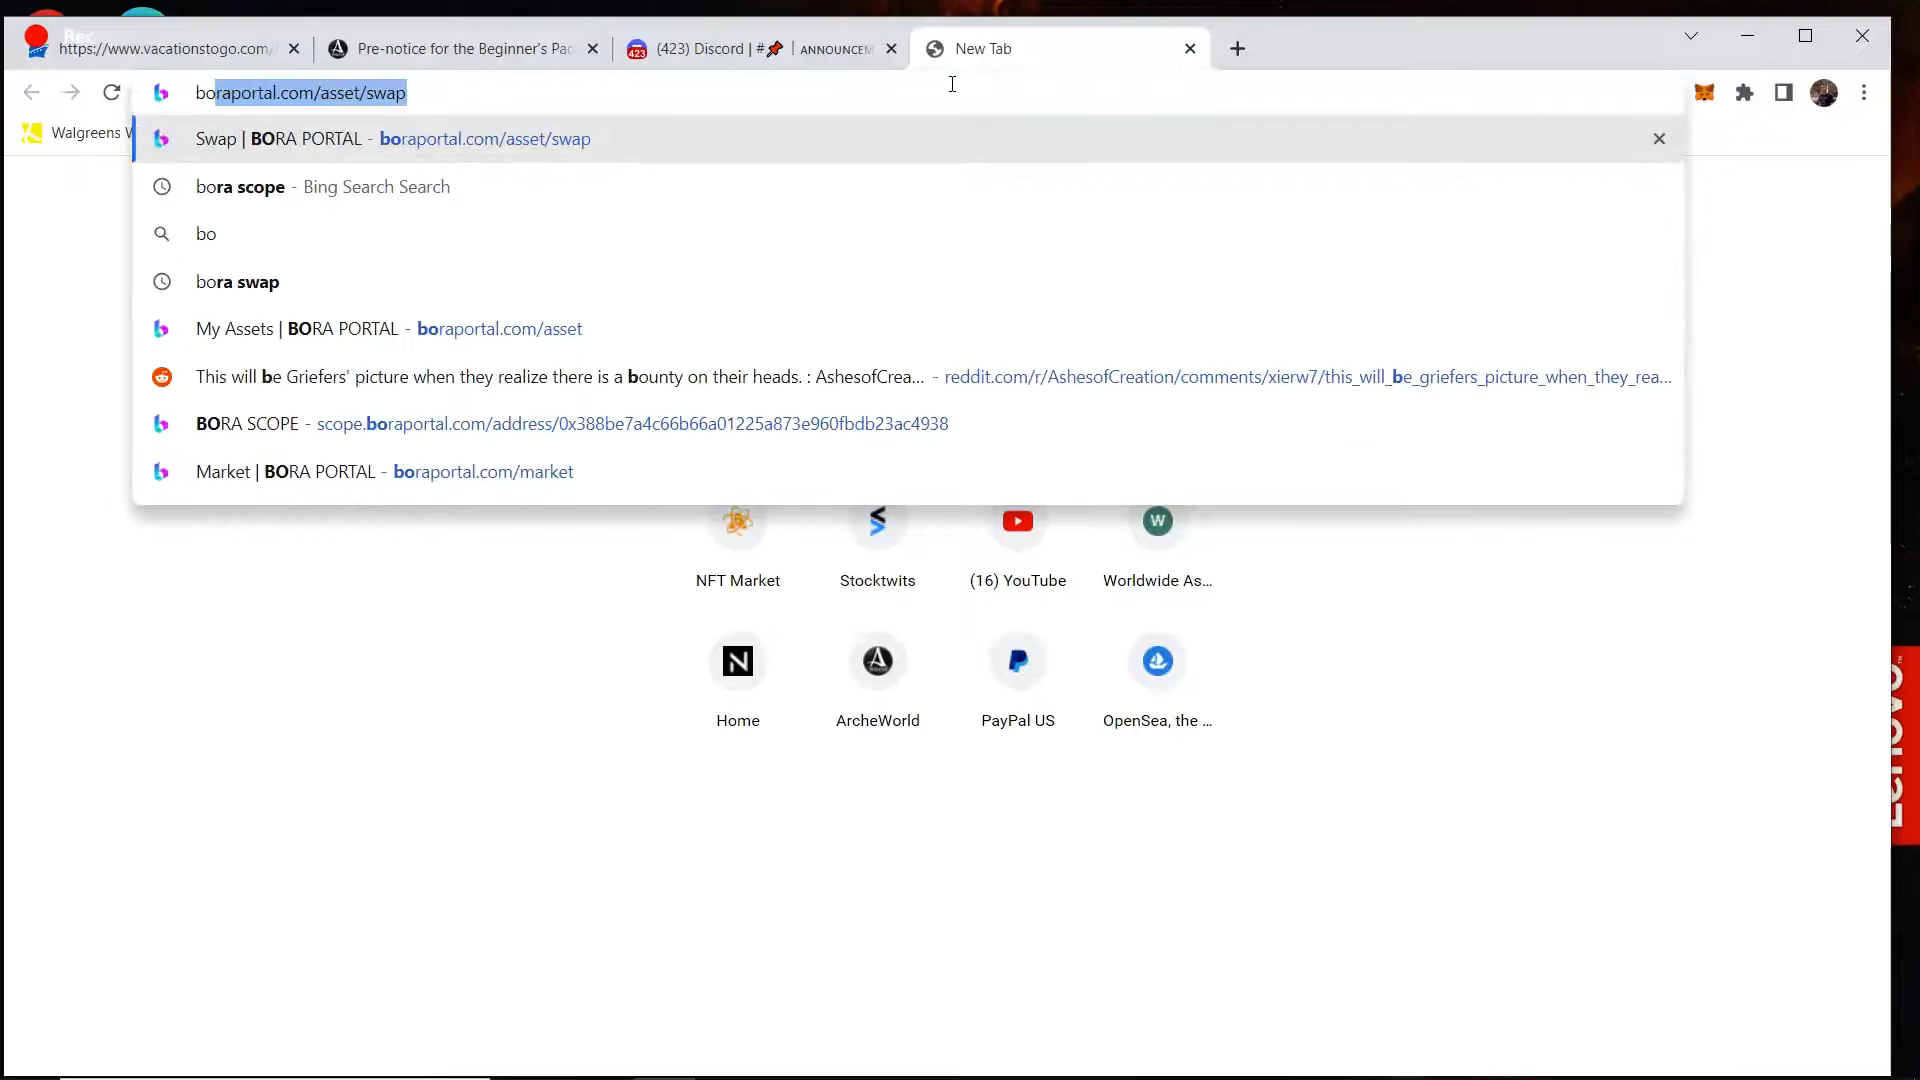 Rec
https://www.vacationstogo.com/
Pre-notice for the Beginner's Pac
423
(423) Discord | #📌 | ANNOUNCEM
New Tab
boraportal.com/asset/swap
Walgreens W
Swap | BORA PORTAL - boraportal.com/asset/swap
bora scope - Bing Search Search
bo
bora swap
My Assets | BORA PORTAL - boraportal.com/asset
This will be Griefers' picture when they realize there is a bounty on their heads. : AshesofCrea... - reddit.com/r/AshesofCreation/comments/xierw7/this_will_be_griefers_picture_when_they_rea...
BORA SCOPE - scope.boraportal.com/address/0x388be7a4c66b66a01225a873e960fbdb23ac4938
Market | BORA PORTAL - boraportal.com/market
W
NFT Market
Stocktwits
(16) YouTube
Worldwide As...
N
Home
ArcheWorld
PayPal US
OpenSea, the ...
Lenovo™